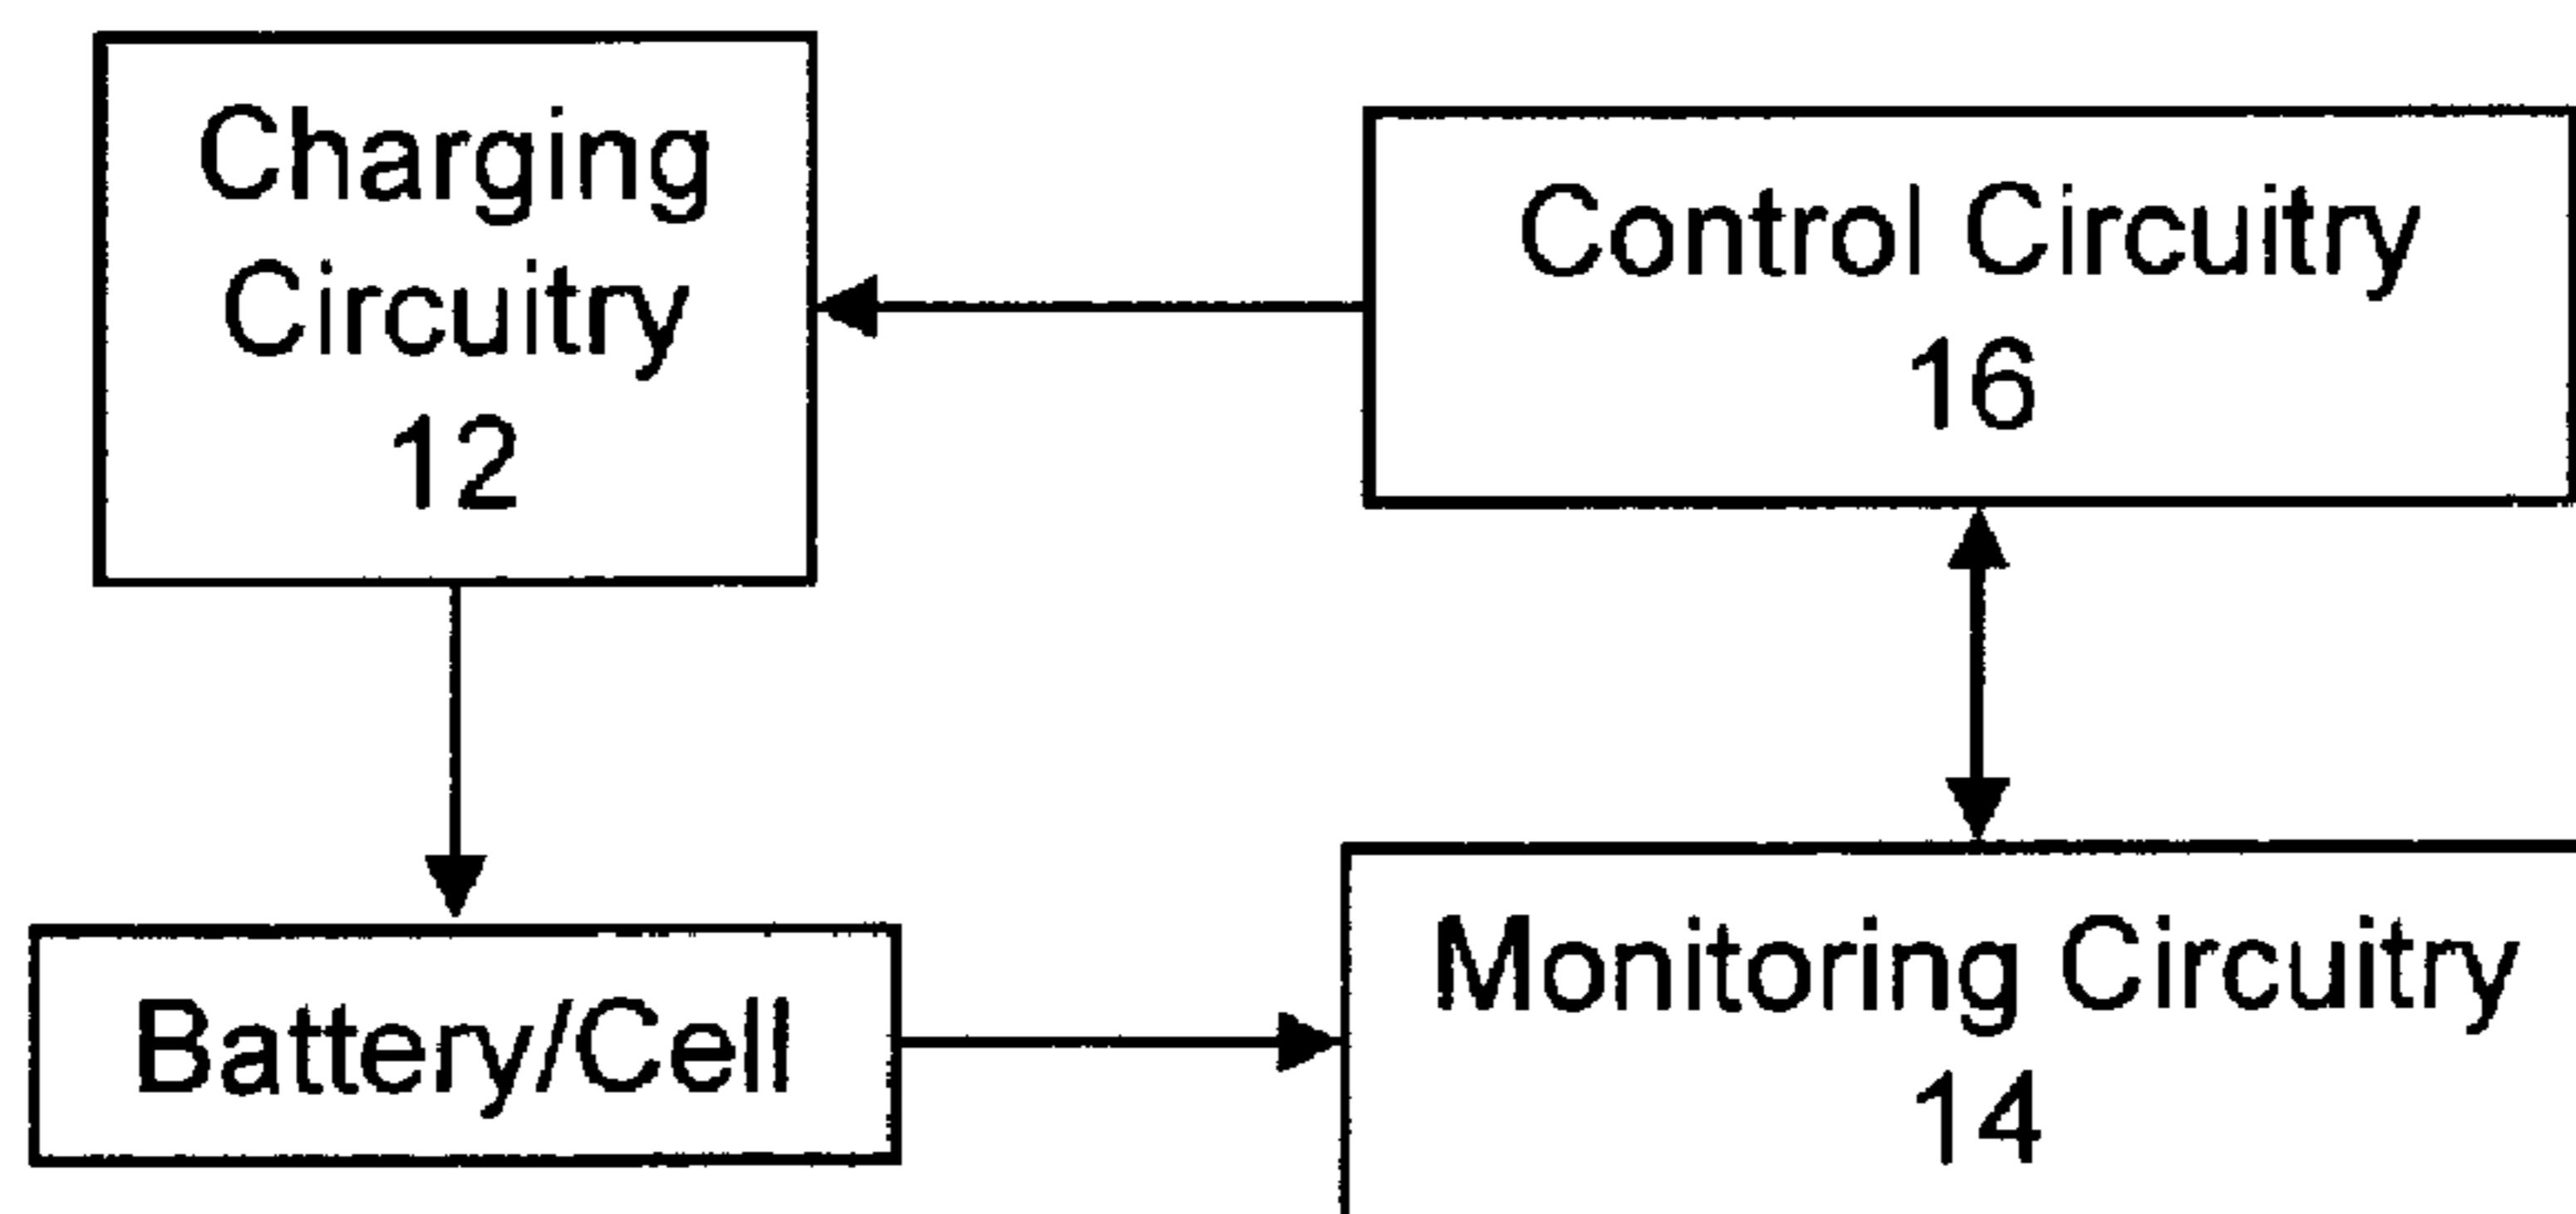 Charging
Circuitry
12
Control Circuitry
16
Battery/Cell
Monitoring Circuitry
14